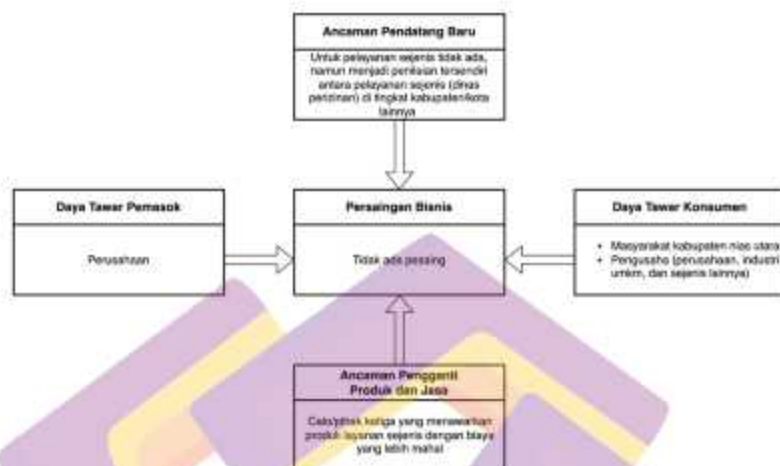 Ancaman Pendatang Baru
Untuk pelayanan sejenis tidak ada,
namun menjadi penilaian tersendiri
antara pelayanan sejenis (dinas
perizinan) di tingkat kabupaten/kota
lainnya
Daya Tawar Pemasok
Perusahaan
Persaingan Bisnis
Tidak ada pesaing
Daya Tawar Konsumen
• Masyarakat kabupaten nias utara
• Pengusaha (perusahaan, industri
umkm, dan sejenis lainnya)
Ancaman Pengganti
Produk dan Jasa
Calo/pihak ketiga yang menawarkan
produk layanan sejenis dengan biaya
yang lebih mahal